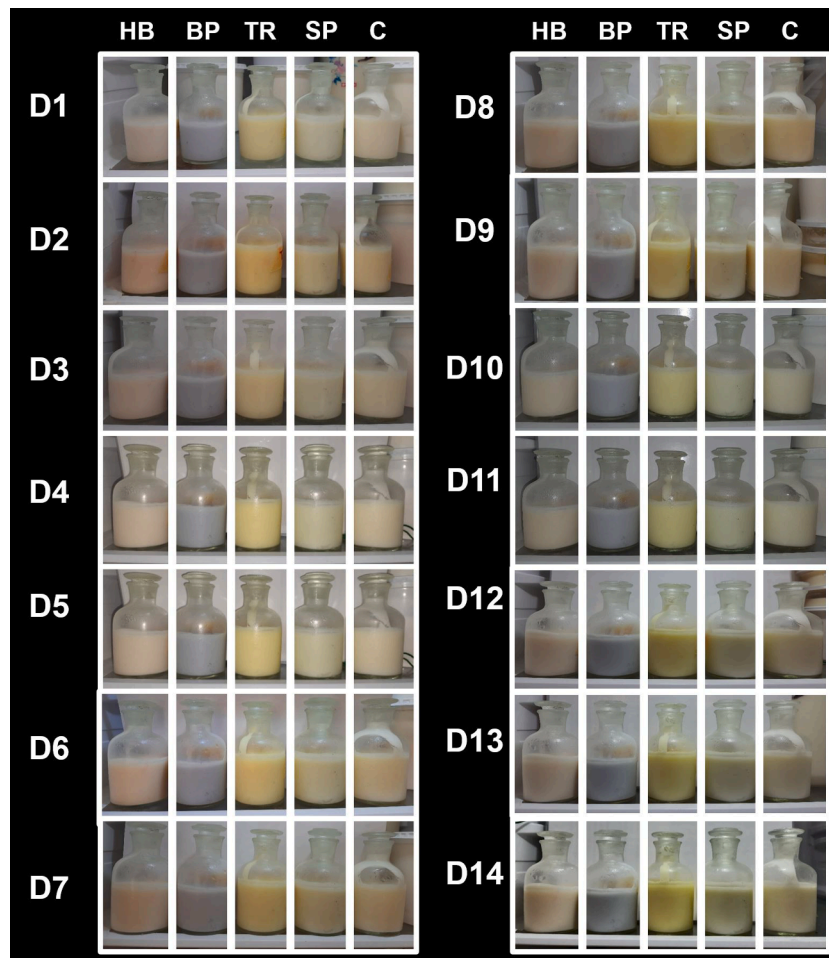 HB BP TR SP C
D1
D2
D3
D4
D5
D6
D7
HB BP TR SP C
D8
D9
D10
D11
D12
D13
D14